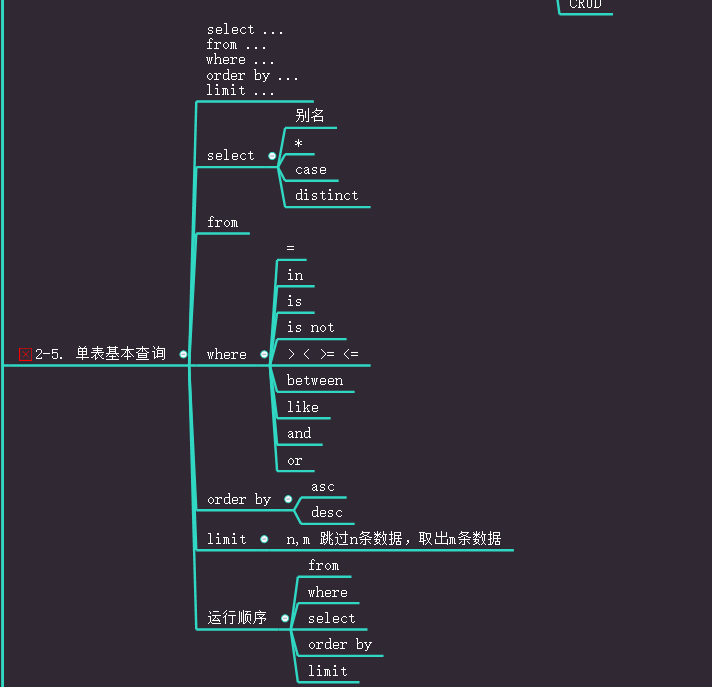 CRUD
select ...
from ...
where ...
order by ...
limit ...
别名
select
*
case
distinct
from
=
in
is
is not
2-5. 单表基本查询
where
> < >= <=
between
like
and
or
asc
order by
desc
limit
n,m 跳过n条数据，取出m条数据
from
where
运行顺序
select
order by
limit